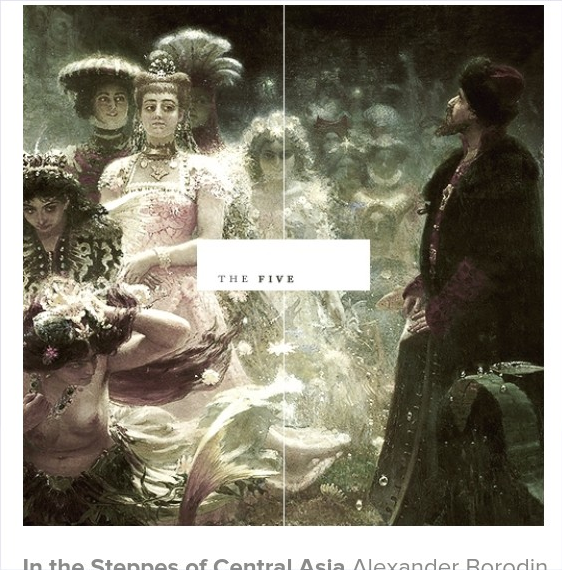 THE FIVE
In the Steppes of Central Asia Alexander Borodin